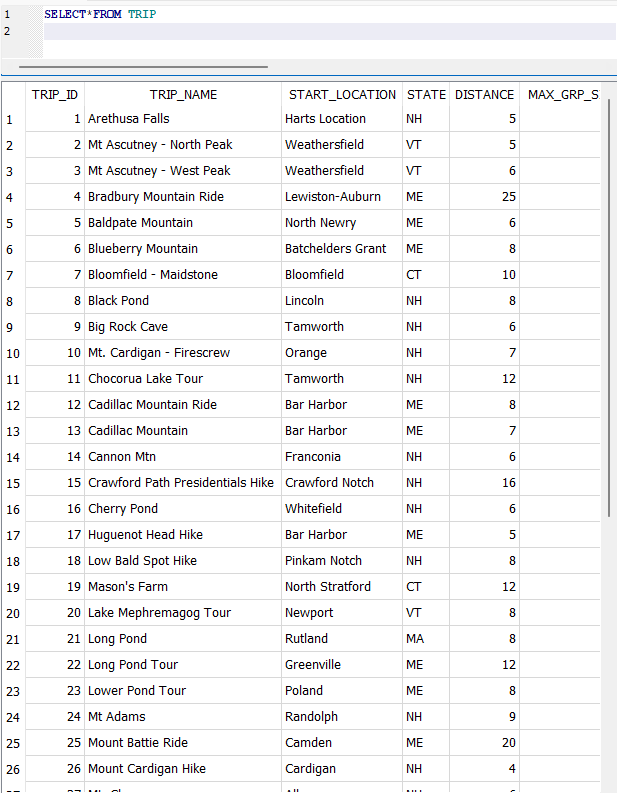 1 SELECT*FROM TRIP
2
TRIP_ID TRIP_NAME START_LOCATION STATE DISTANCE MAX_GRP_S
1 1 Arethusa Falls Harts Location NH 5
2 2 Mt Ascutney - North Peak Weathersfield VT 5
3 3 Mt Ascutney - West Peak Weathersfield VT 6
4 4 Bradbury Mountain Ride Lewiston-Auburn ME 25
5 5 Baldpate Mountain North Newry ME 6
6 6 Blueberry Mountain Batchelders Grant ME 8
7 7 Bloomfield - Maidstone Bloomfield CT 10
8 8 Black Pond Lincoln NH 8
9 9 Big Rock Cave Tamworth NH 6
10 10 Mt. Cardigan - Firescrew Orange NH 7
11 11 Chocorua Lake Tour Tamworth NH 12
12 12 Cadillac Mountain Ride Bar Harbor ME 8
13 13 Cadillac Mountain Bar Harbor ME 7
14 14 Cannon Mtn Franconia NH 6
15 15 Crawford Path Presidentials Hike Crawford Notch NH 16
16 16 Cherry Pond Whitefield NH 6
17 17 Huguenot Head Hike Bar Harbor ME 5
18 18 Low Bald Spot Hike Pinkam Notch NH 8
19 19 Mason's Farm North Stratford CT 12
20 20 Lake Mephremagog Tour Newport VT 8
21 21 Long Pond Rutland MA 8
22 22 Long Pond Tour Greenville ME 12
23 23 Lower Pond Tour Poland ME 8
24 24 Mt Adams Randolph NH 9
25 25 Mount Battie Ride Camden ME 20
26 26 Mount Cardigan Hike Cardigan NH 4